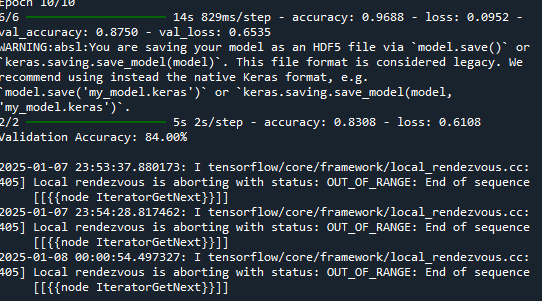 Epoch 10/10
6/6 ━━━━━━━━━━━━━━━━━━━━ 14s 829ms/step - accuracy: 0.9688 - loss: 0.0952 -
val_accuracy: 0.8750 - val_loss: 0.6535
WARNING:absl:You are saving your model as an HDF5 file via `model.save()` or
`keras.saving.save_model(model)`. This file format is considered legacy. We
recommend using instead the native Keras format, e.g.
`model.save('my_model.keras')` or `keras.saving.save_model(model,
'my_model.keras')`.
2/2 ━━━━━━━━━━━━━━━━━━━━ 5s 2s/step - accuracy: 0.8308 - loss: 0.6108
Validation Accuracy: 84.00%
2025-01-07 23:53:37.880173: I tensorflow/core/framework/local_rendezvous.cc:
405] Local rendezvous is aborting with status: OUT_OF_RANGE: End of sequence
[[{{node IteratorGetNext}}]]
2025-01-07 23:54:28.817462: I tensorflow/core/framework/local_rendezvous.cc:
405] Local rendezvous is aborting with status: OUT_OF_RANGE: End of sequence
[[{{node IteratorGetNext}}]]
2025-01-08 00:00:54.497327: I tensorflow/core/framework/local_rendezvous.cc:
405] Local rendezvous is aborting with status: OUT_OF_RANGE: End of sequence
[[{{node IteratorGetNext}}]]